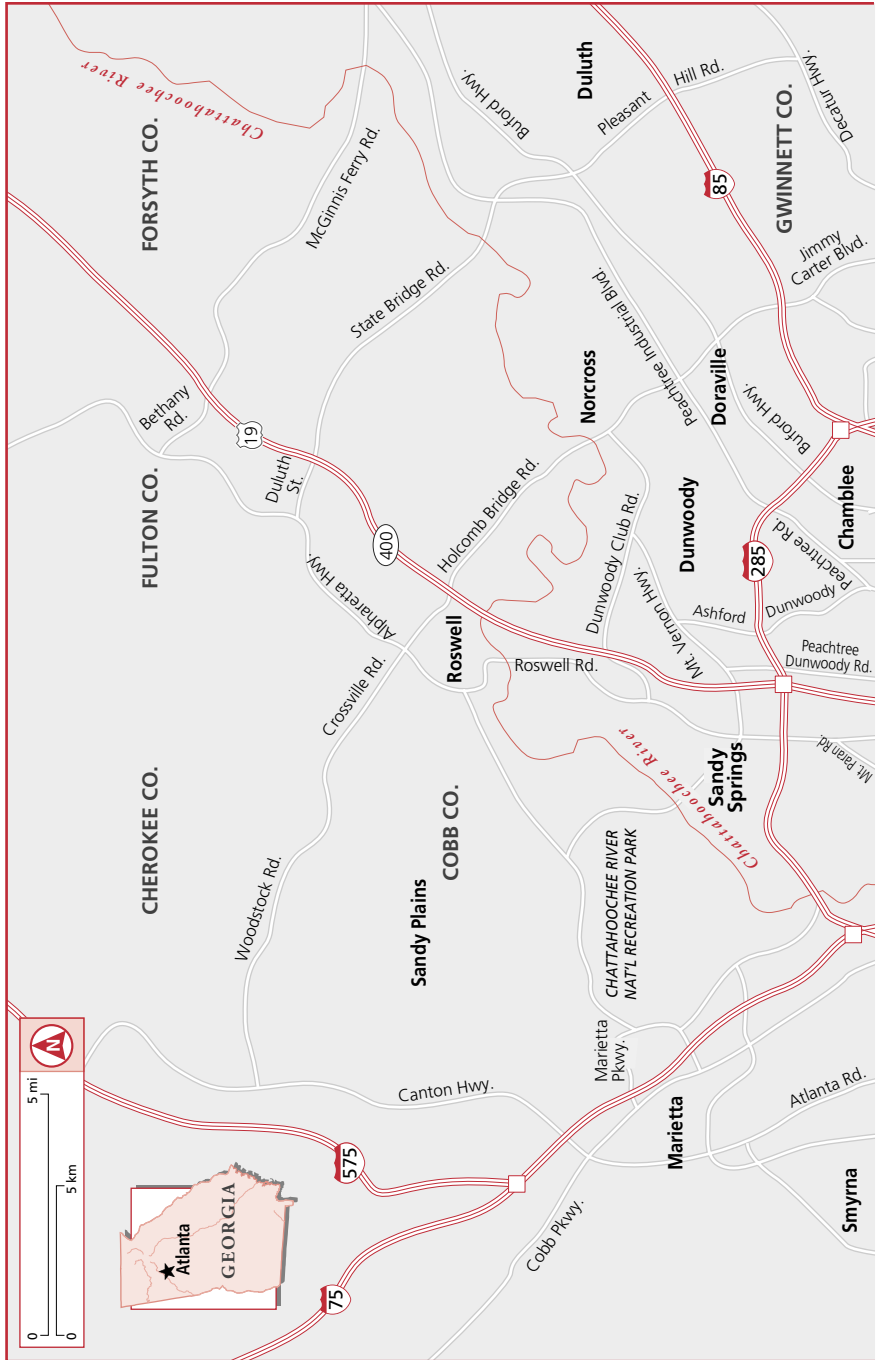 0
5 mi
0
5 km
N
GEORGIA
Atlanta
CHEROKEE CO.
FULTON CO.
FORSYTH CO.
Chattahoochee River
75
575
Canton Hwy.
Woodstock Rd.
Crossville Rd.
Alpharetta Hwy.
Duluth
St.
Bethany
Rd.
19
400
McGinnis Ferry Rd.
State Bridge Rd.
Buford Hwy.
Sandy Plains
COBB CO.
Roswell
Holcomb Bridge Rd.
Cobb Pkwy.
Marietta
Pkwy.
CHATTAHOOCHEE RIVER
NAT'L RECREATION PARK
Chattahoochee River
Roswell Rd.
Dunwoody Club Rd.
Norcross
Peachtree Industrial Blvd.
Duluth
Pleasant
Hill Rd.
Marietta
Sandy
Springs
Mt. Vernon Hwy.
Dunwoody
Doraville
85
GWINNETT CO.
Decatur Hwy.
Ashford
Dunwoody
285
Peachtree Rd.
Buford Hwy.
Jimmy
Carter Blvd.
Smyrna
Atlanta Rd.
Mt. Paran Rd.
Peachtree
Dunwoody Rd.
Chamblee